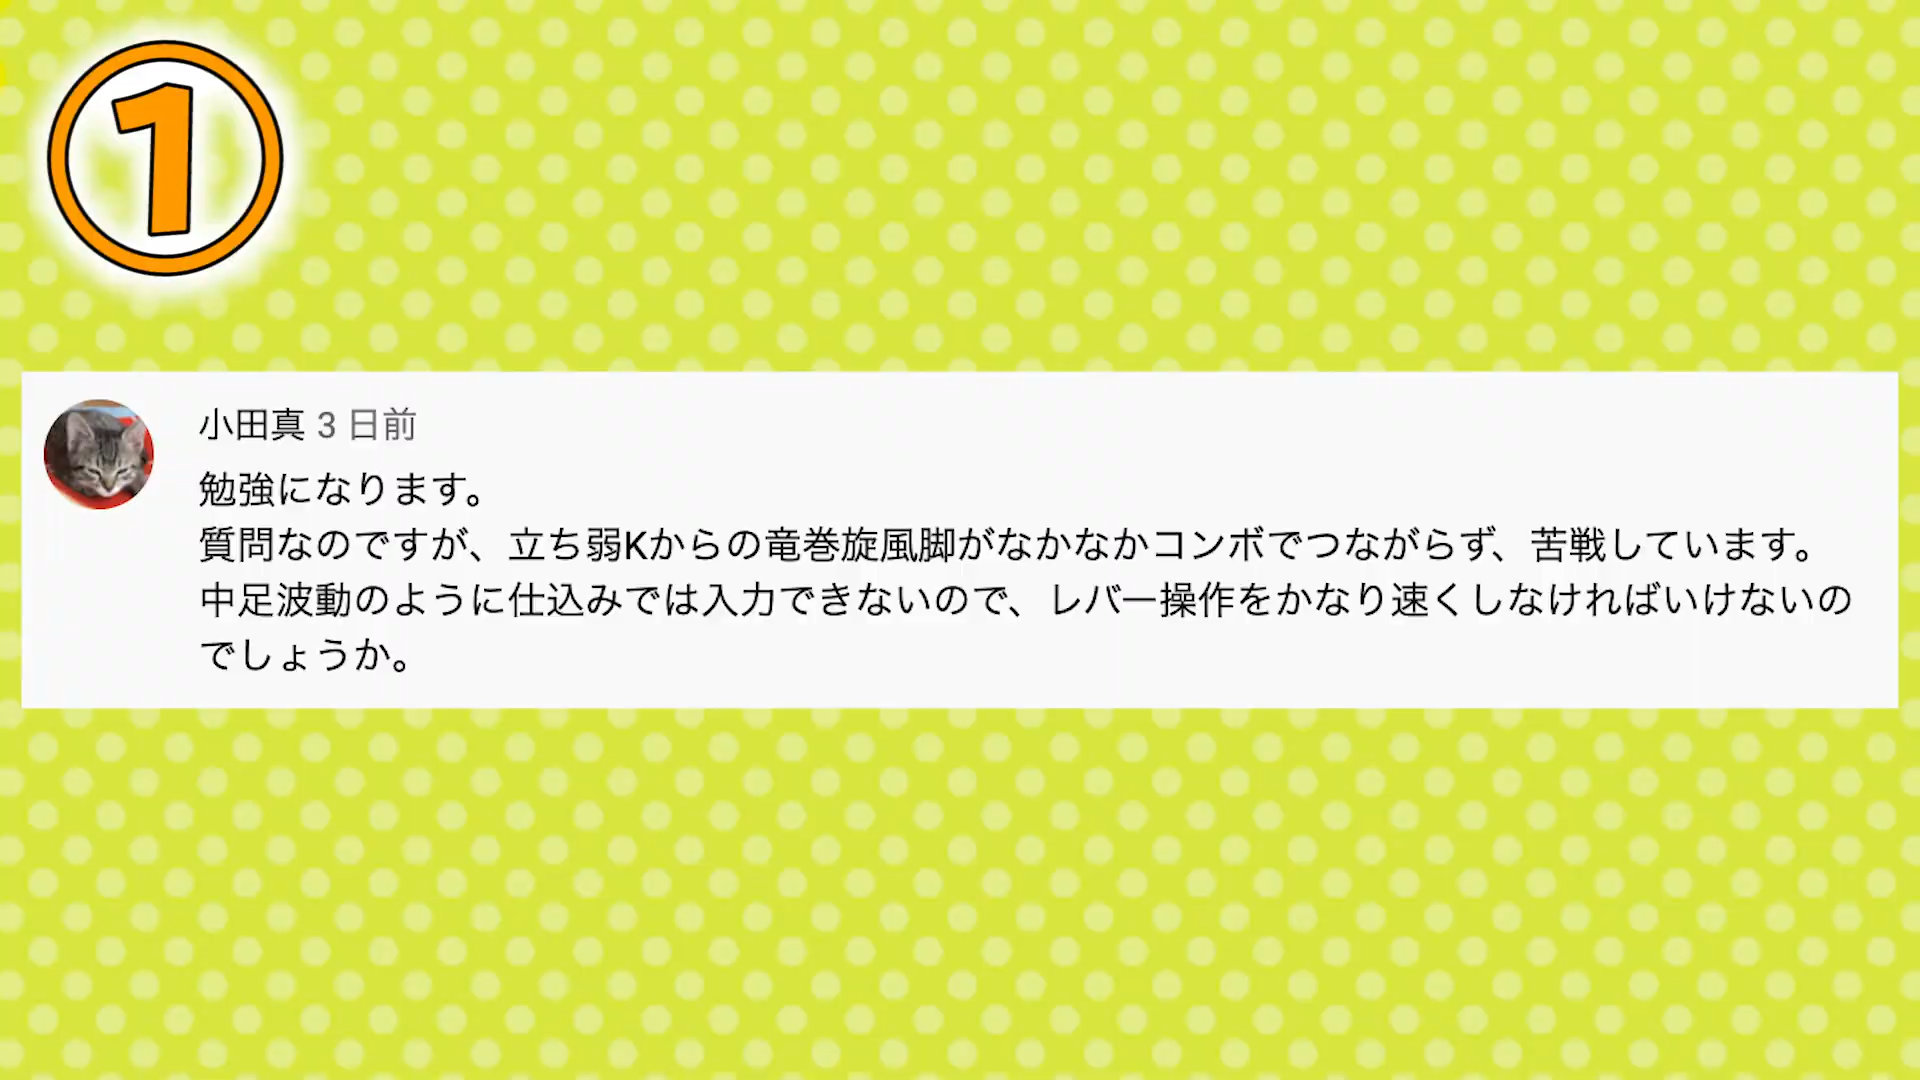 1
小田真 3 日前
勉強になります。
質問なのですが、立ち弱Kからの竜巻旋風脚がなかなかコンボでつながらず、苦戦しています。
中足波動のように仕込みでは入力できないので、レバー操作をかなり速くしなければいけないの
でしょうか。